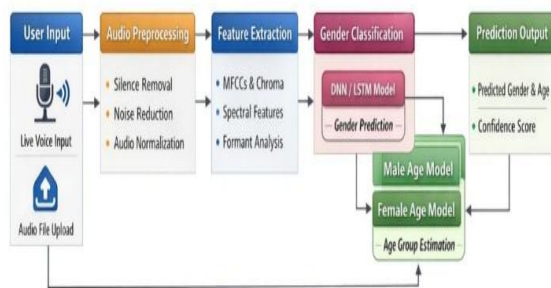 User Input
Live Voice Input
Audio File Upload
Audio Preprocessing
• Silence Removal
• Noise Reduction
• Audio Normalization
Feature Extraction
• MFCCs & Chroma
• Spectral Features
• Formant Analysis
Gender Classification
DNN / LSTM Model
Gender Prediction
Male Age Model
Female Age Model
Age Group Estimation
Prediction Output
• Predicted Gender & Age
• Confidence Score